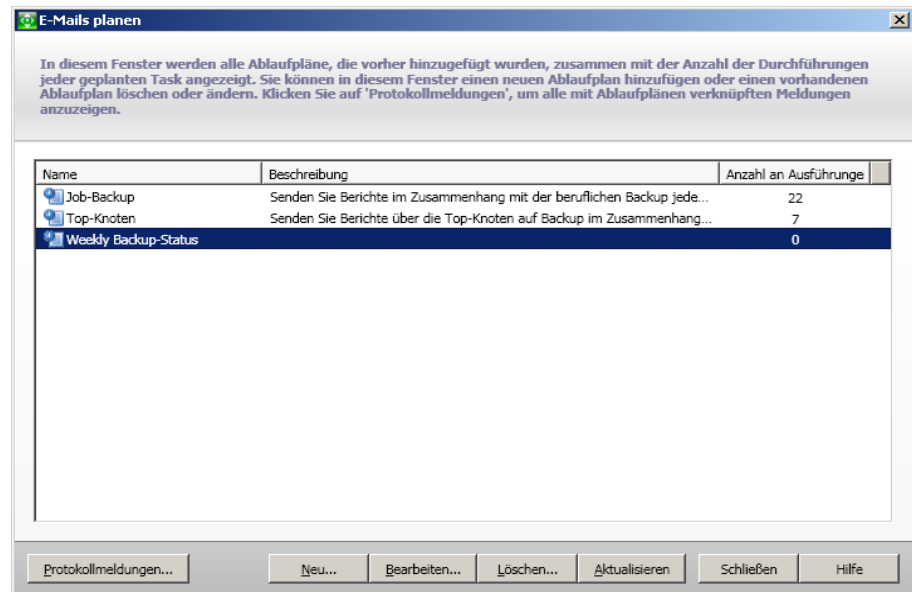 E-Mails planen
In diesem Fenster werden alle Ablaufpläne, die vorher hinzugefügt wurden, zusammen mit der Anzahl der Durchführungen
jeder geplanten Task angezeigt. Sie können in diesem Fenster einen neuen Ablaufplan hinzufügen oder einen vorhandenen
Ablaufplan löschen oder ändern. Klicken Sie auf 'Protokollmeldungen', um alle mit Ablaufplänen verknüpften Meldungen
anzuzeigen.
Name Beschreibung Anzahl an Ausführunge
Job-Backup Senden Sie Berichte im Zusammenhang mit der beruflichen Backup jede... 22
Top-Knoten Senden Sie Berichte über die Top-Knoten auf Backup im Zusammenhang... 7
Weekly Backup-Status 0
Protokollmeldungen... Neu... Bearbeiten... Löschen... Aktualisieren Schließen Hilfe